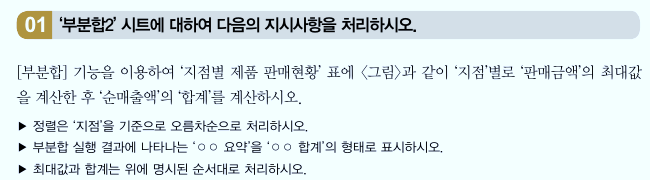 01 '부분합2' 시트에 대하여 다음의 지시사항을 처리하시오.
[부분합] 기능을 이용하여 '지점별 제품 판매현황' 표에 <그림>과 같이 '지점'별로 '판매금액'의 최대값
을 계산한 후 '순매출액'의 '합계'를 계산하시오.
▶ 정렬은 '지점'을 기준으로 오름차순으로 처리하시오.
▶ 부분합 실행 결과에 나타나는 '○○ 요약'을 '○○ 합계'의 형태로 표시하시오.
▶ 최대값과 합계는 위에 명시된 순서대로 처리하시오.